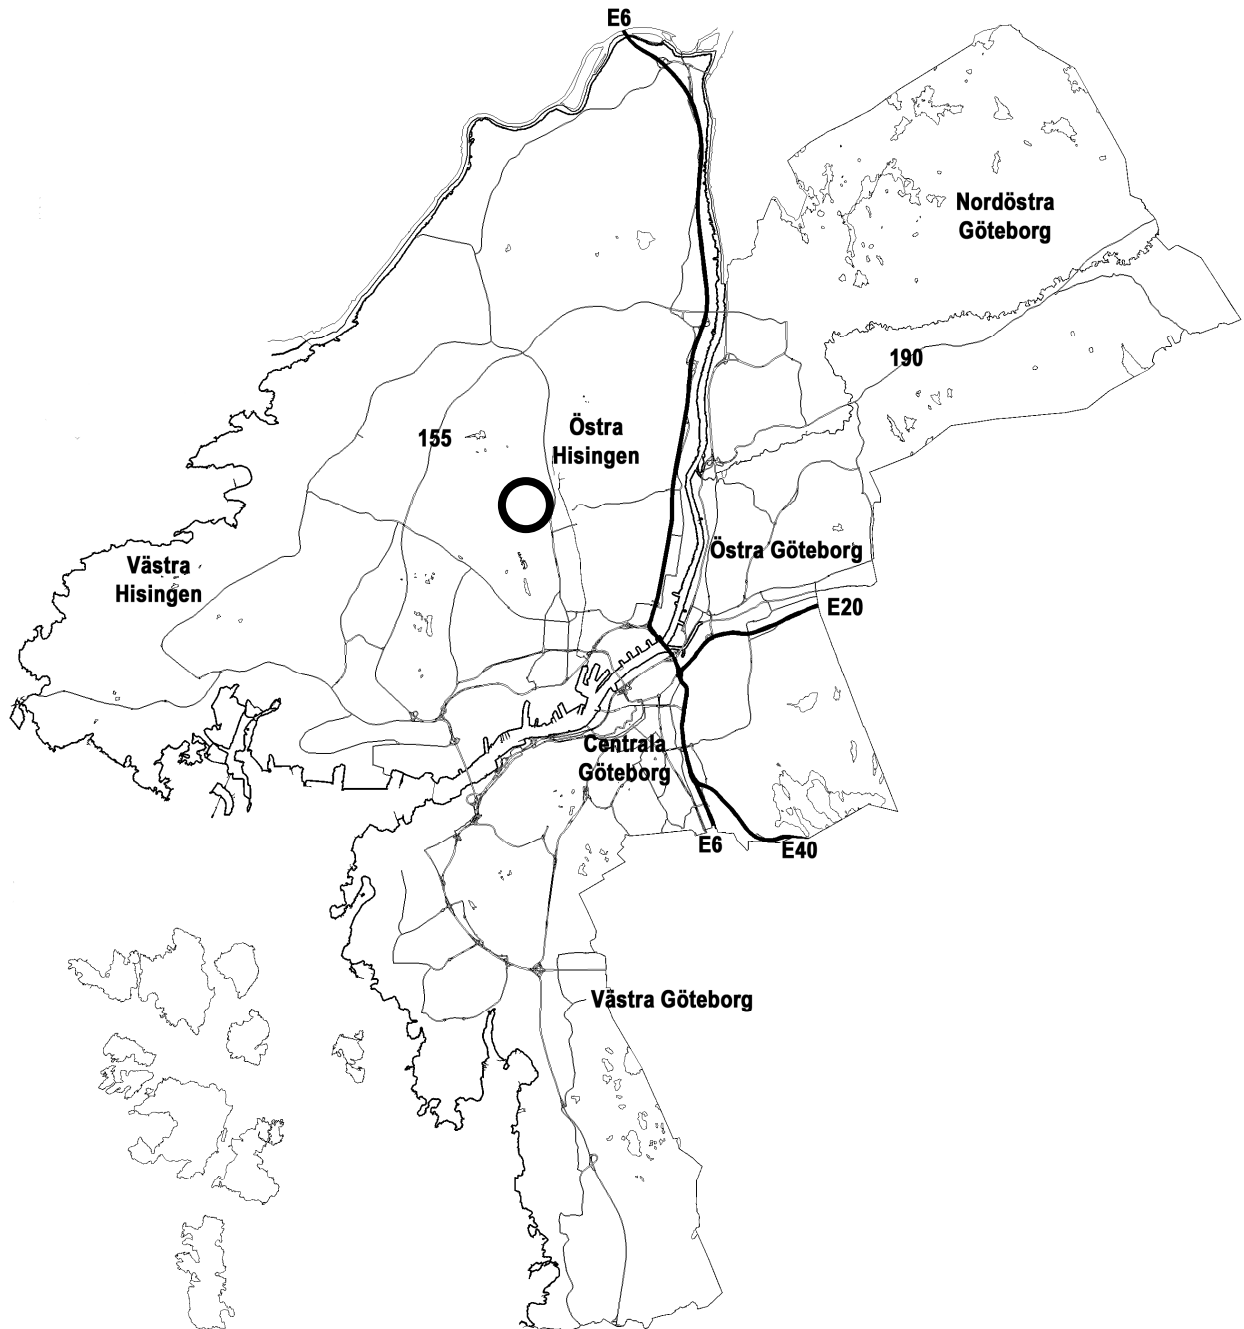 E6
Nordöstra
Göteborg
190
Östra
Hisingen
155
Östra Göteborg
Västra
Hisingen
E20
Centrala
Göteborg
E6
E40
Västra Göteborg